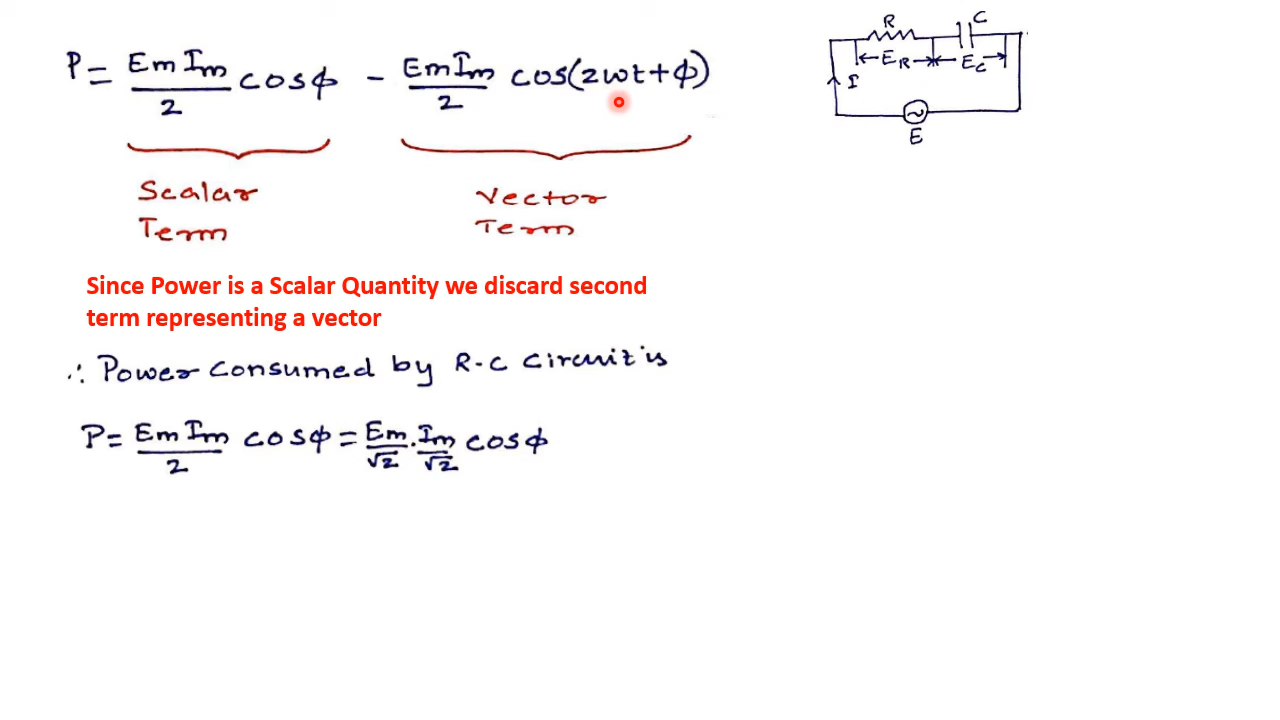 P = EmIm/2 cosφ - EmIm/2 cos(2ωt+φ)
Scalar Term
Vector Term
R
C
ER
EC
I
~
E
Since Power is a Scalar Quantity we discard second
term representing a vector
∴ Power consumed by R-C Circuit is
P = EmIm/2 cosφ = Em/√2 . Im/√2 cosφ